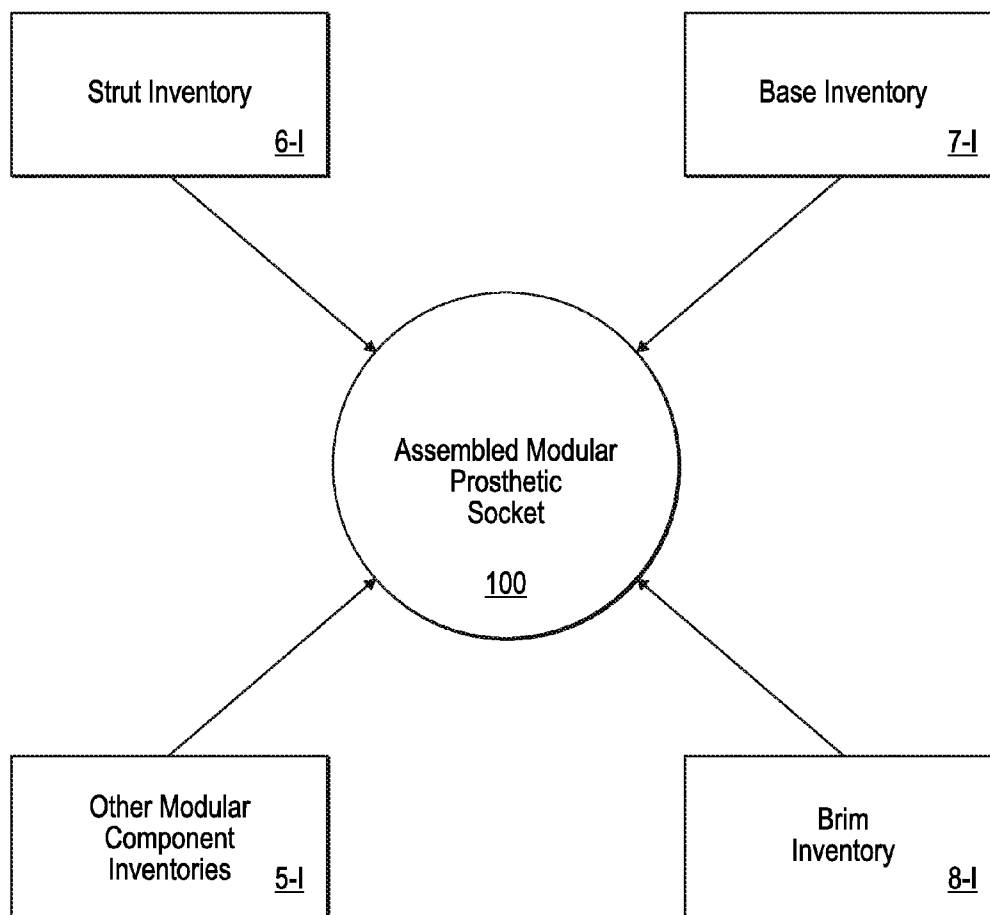 Strut Inventory
6-I
Base Inventory
7-I
Assembled Modular
Prosthetic
Socket
100
Other Modular
Component
Inventories
5-I
Brim
Inventory
8-I